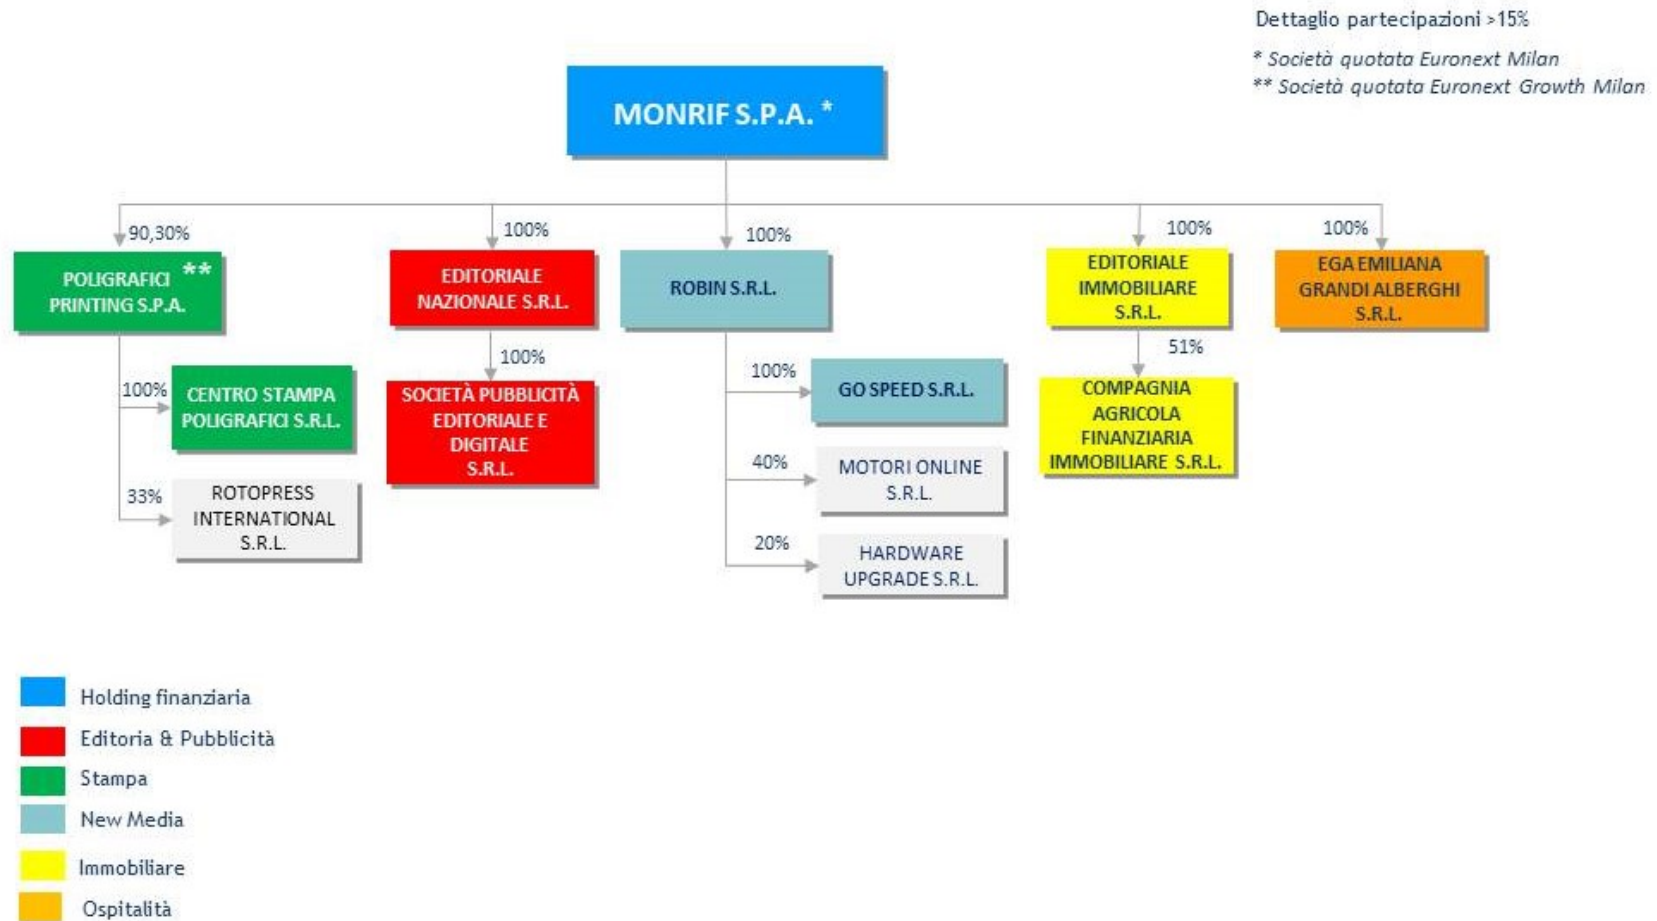 Dettaglio partecipazioni >15%
* Società quotata Euronext Milan
** Società quotata Euronext Growth Milan
MONRIF S.P.A. *
90,30%
100%
100%
100%
100%
POLIGRAFICI **
PRINTING S.P.A.
EDITORIALE
NAZIONALE S.R.L.
ROBIN S.R.L.
EDITORIALE
IMMOBILIARE
S.R.L.
EGA EMILIANA
GRANDI ALBERGHI
S.R.L.
100%
CENTRO STAMPA
POLIGRAFICI S.R.L.
33%
ROTOPRESS
INTERNATIONAL
S.R.L.
100%
SOCIETÀ PUBBLICITÀ
EDITORIALE E
DIGITALE
S.R.L.
100%
GO SPEED S.R.L.
40%
MOTORI ONLINE
S.R.L.
20%
HARDWARE
UPGRADE S.R.L.
51%
COMPAGNIA
AGRICOLA
FINANZIARIA
IMMOBILIARE S.R.L.
Holding finanziaria
Editoria & Pubblicità
Stampa
New Media
Immobiliare
Ospitalità